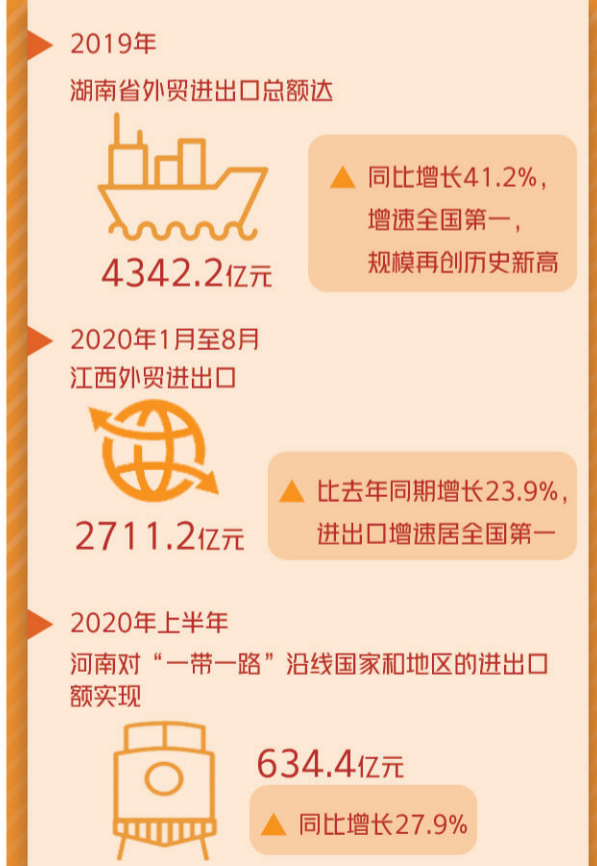 2019年
湖南省外贸进出口总额达
4342.2亿元
▲ 同比增长41.2%，
增速全国第一，
规模再创历史新高
2020年1月至8月
江西外贸进出口
2711.2亿元
▲ 比去年同期增长23.9%，
进出口增速居全国第一
2020年上半年
河南对“一带一路”沿线国家和地区的进出口
额实现
634.4亿元
▲ 同比增长27.9%